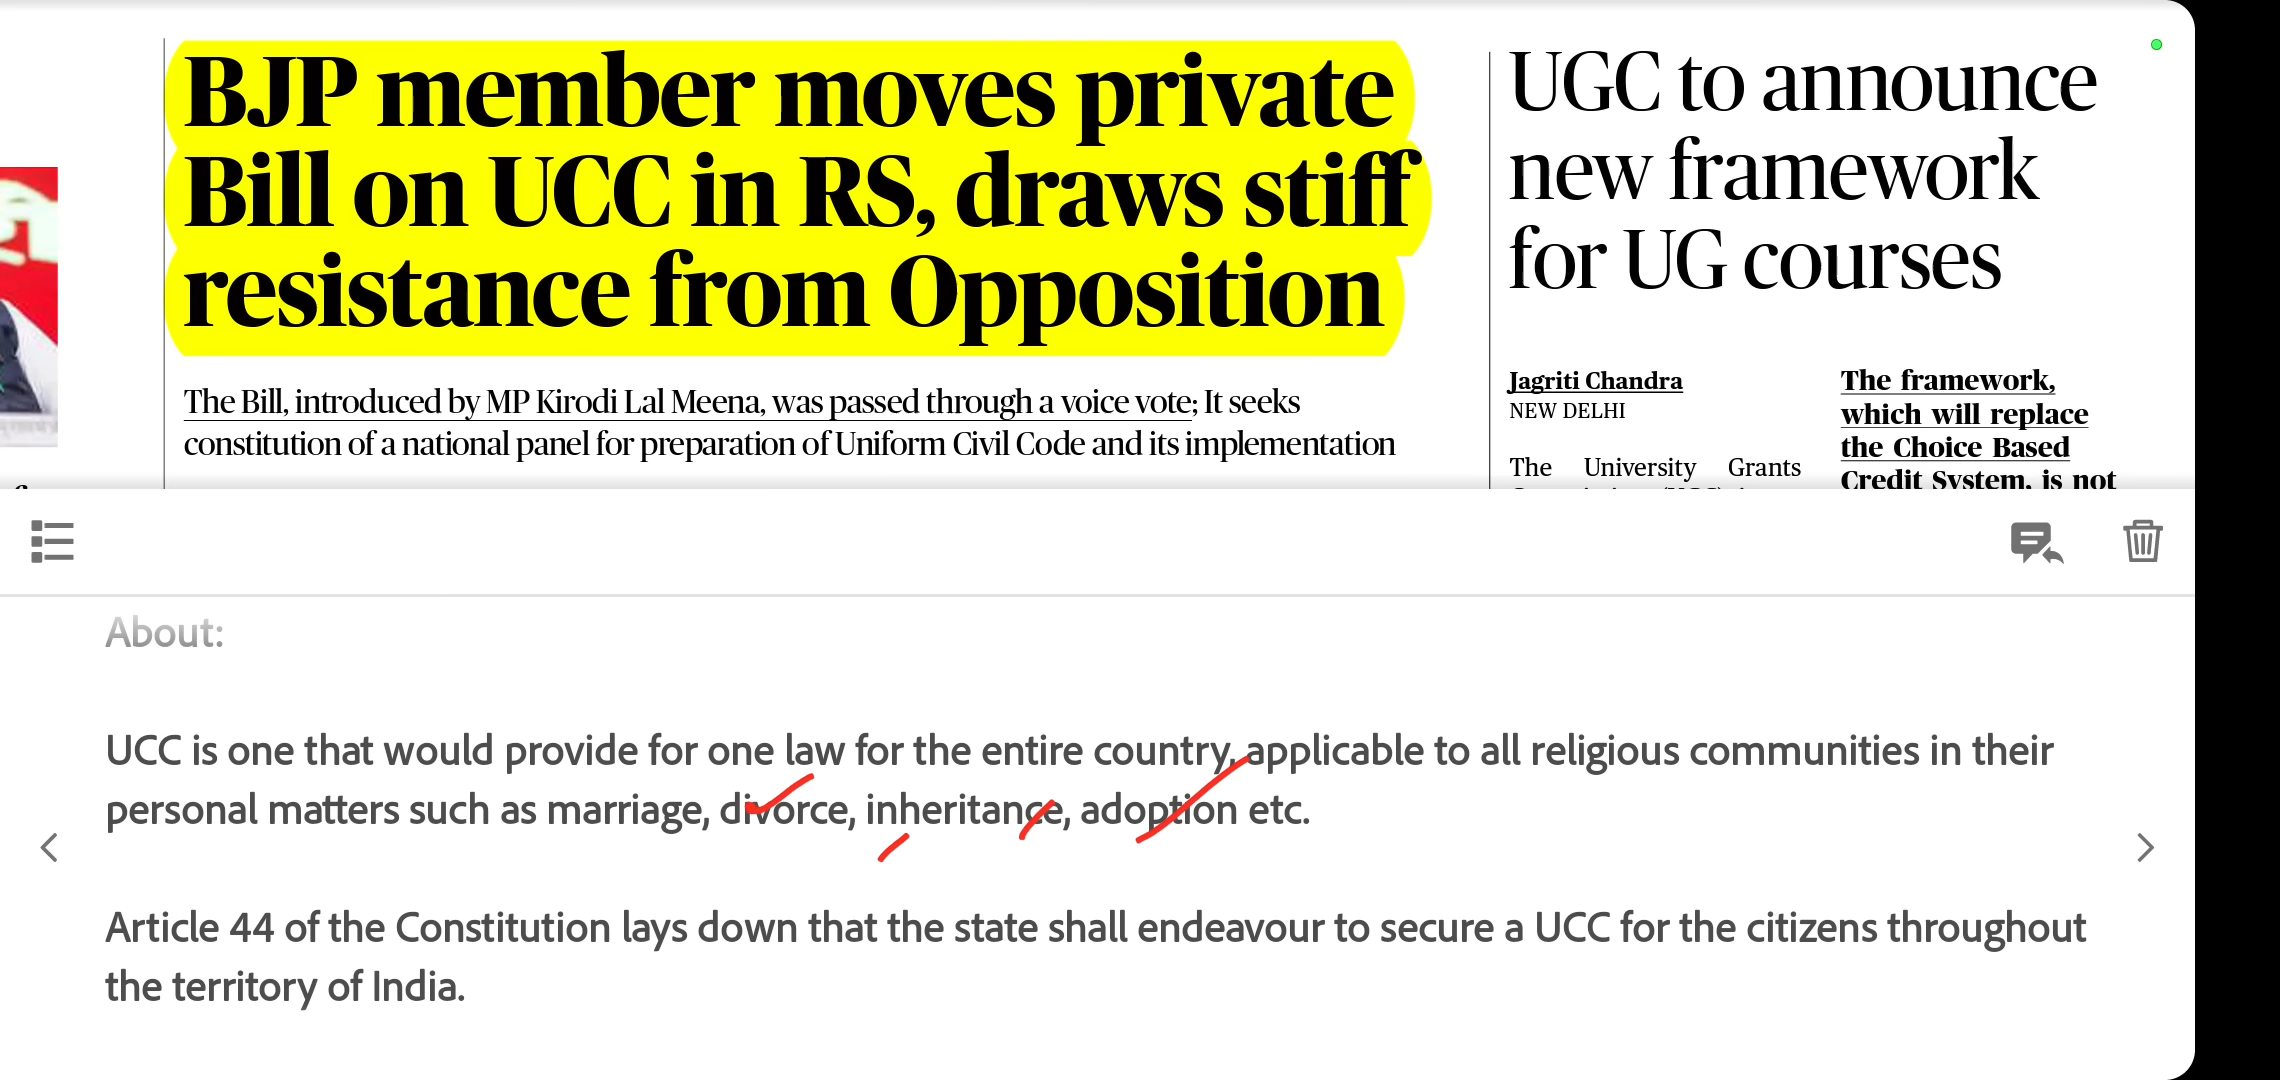 BJP member moves private
Bill on UCC in RS, draws stiff
resistance from Opposition
The Bill, introduced by MP Kirodi Lal Meena, was passed through a voice vote; It seeks
constitution of a national panel for preparation of Uniform Civil Code and its implementation
UGC to announce
new framework
for UG courses
Jagriti Chandra
NEW DELHI
The University Grants
The framework,
which will replace
the Choice Based
Credit System, is not
About:
UCC is one that would provide for one law for the entire country, applicable to all religious communities in their
personal matters such as marriage, divorce, inheritance, adoption etc.
Article 44 of the Constitution lays down that the state shall endeavour to secure a UCC for the citizens throughout
the territory of India.